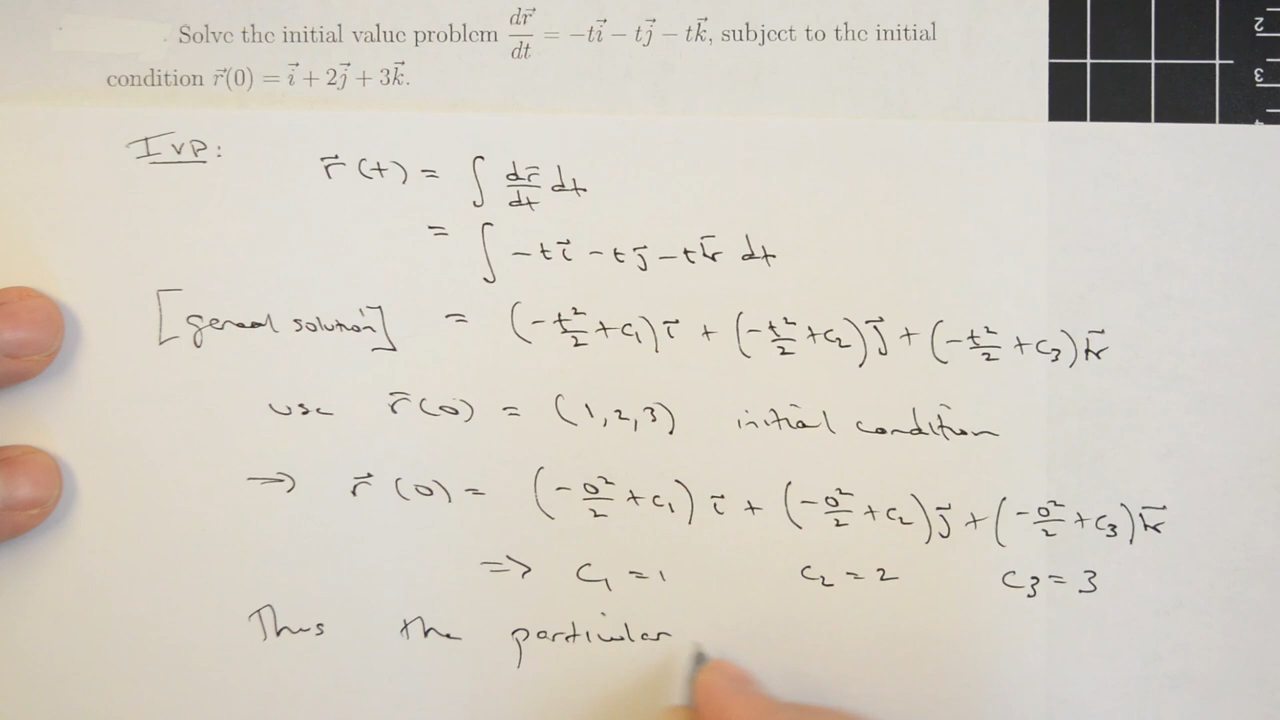 Solve the initial value problem dr⃗/dt = −ti⃗ − tj⃗ − tk⃗, subject to the initial
condition r⃗(0) = i⃗ + 2j⃗ + 3k⃗.
2
3
IVP:
r⃗(t) = ∫ dr⃗/dt dt
= ∫ −ti⃗ − tj⃗ − tk⃗ dt
[general solution] = (−t²/2 + c₁)i⃗ + (−t²/2 + c₂)j⃗ + (−t²/2 + c₃)k⃗
use r⃗(0) = (1,2,3) initial condition
⇒ r⃗(0) = (−0²/2 + c₁)i⃗ + (−0²/2 + c₂)j⃗ + (−0²/2 + c₃)k⃗
⇒ c₁ = 1 c₂ = 2 c₃ = 3
Thus the particular